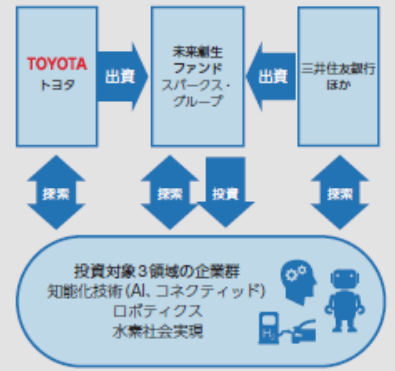 TOYOTA
トヨタ
出資
未来創生
ファンド
スパークス・
グループ
出資
三井住友銀行
ほか
探索
探索
投資
探索
投資対象3領域の企業群
知能化技術(AI、コネクティッド)
ロボティクス
水素社会実現
H₂